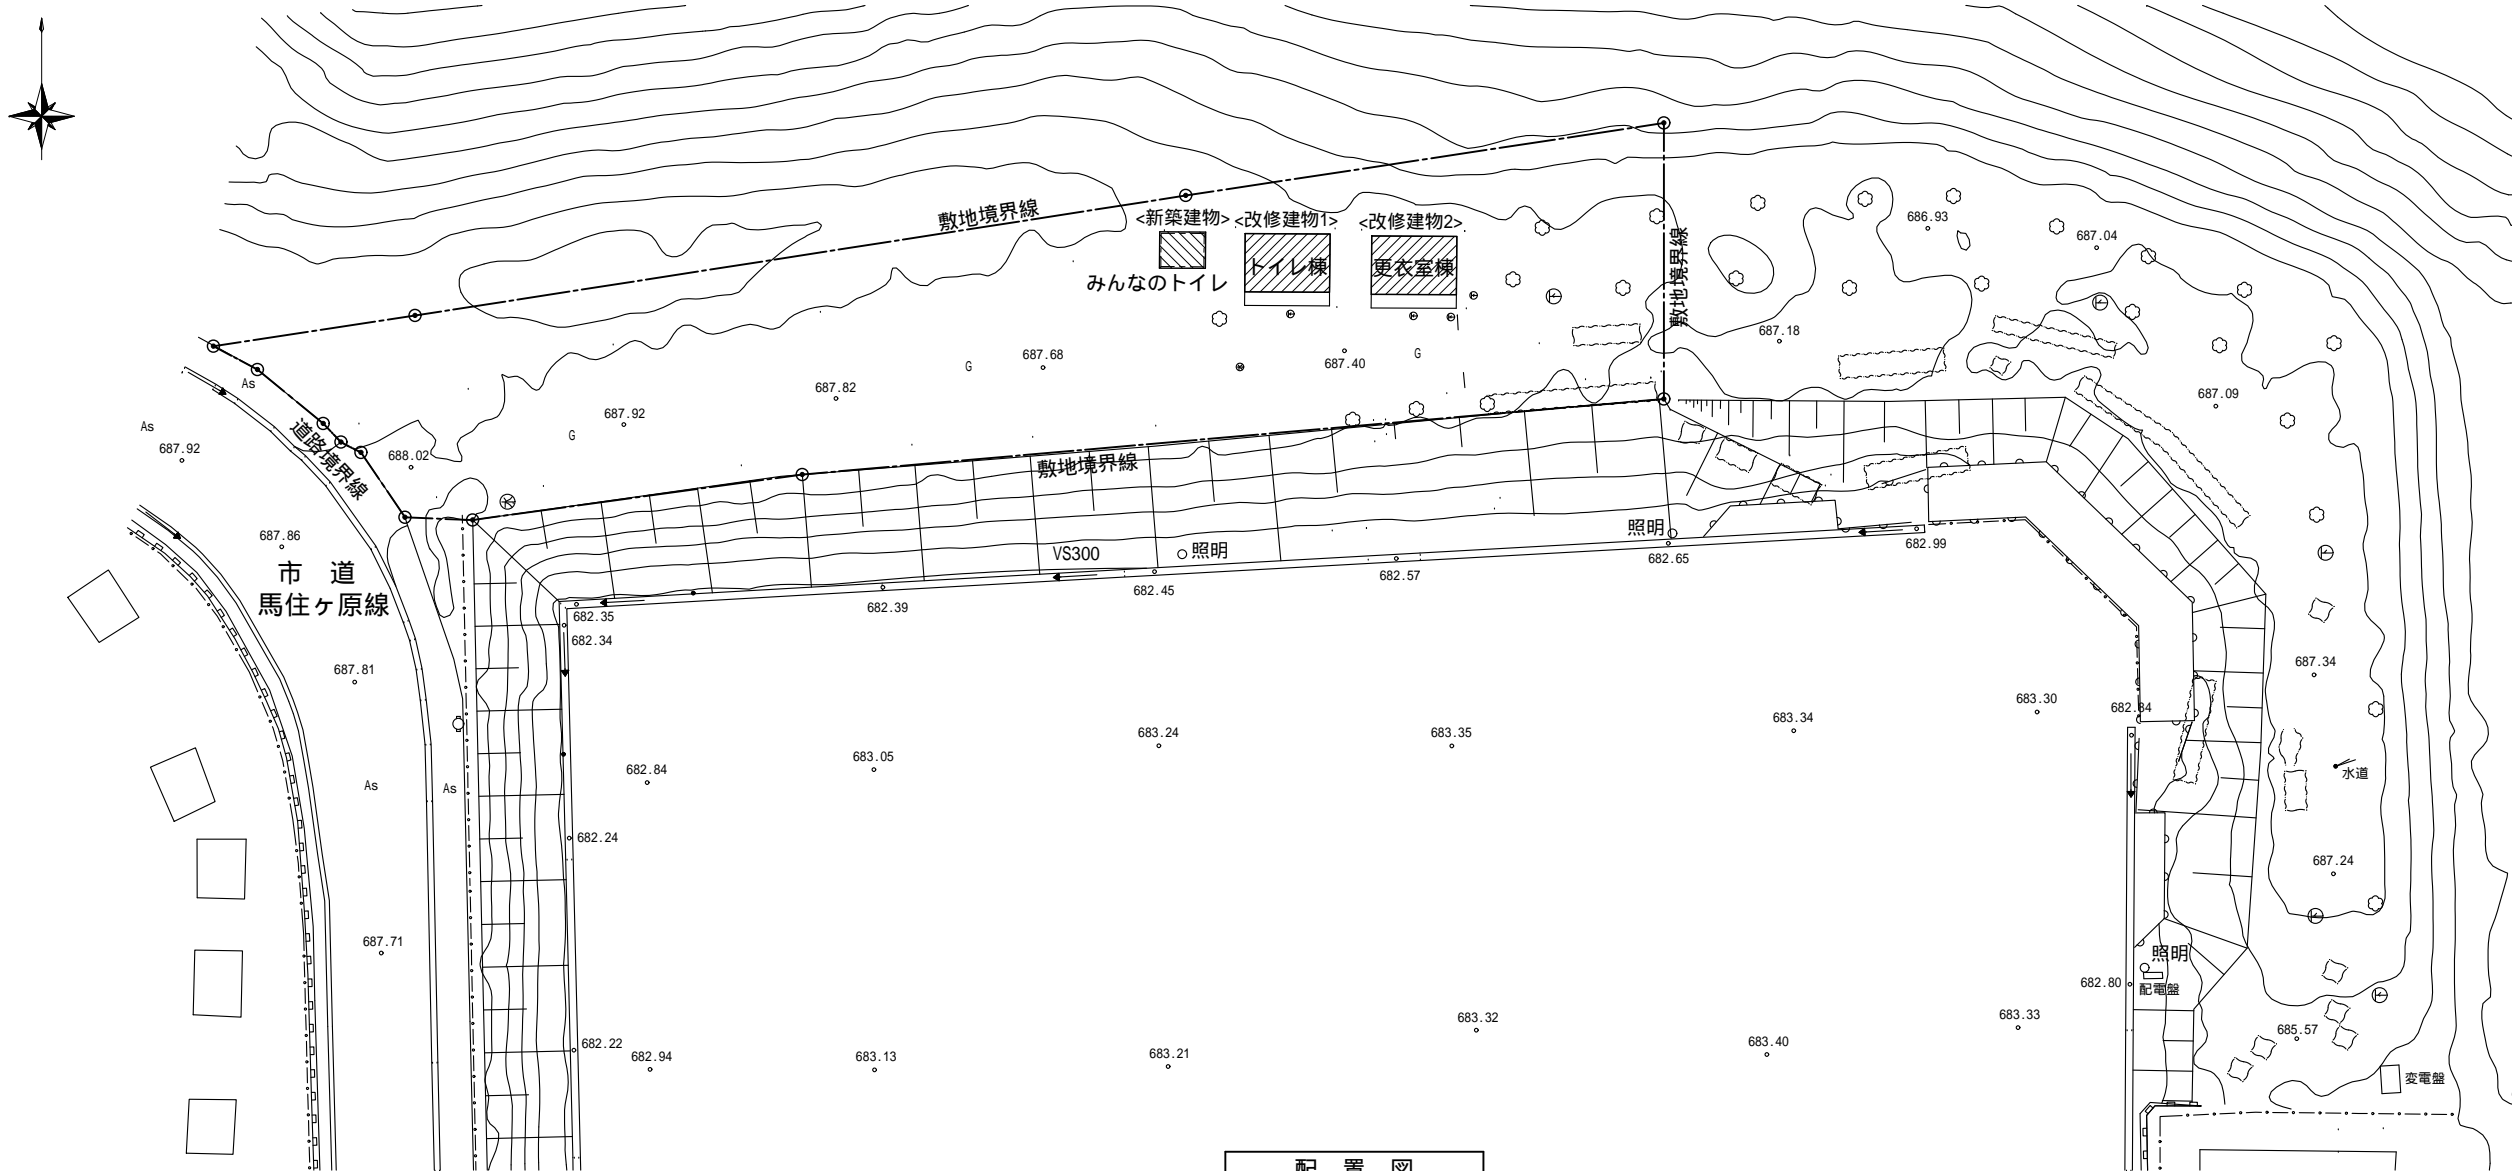 敷地境界線
<新築建物> <改修建物1> <改修建物2>
トイレ棟
更衣室棟
みんなのトイレ
敷地境界線
686.93
687.04
687.18
687.68
687.40
G
G
687.82
687.92
G
687.09
As
As
687.92
道路境界線
688.02
敷地境界線
照明
VS300
照明
687.86
市 道
馬住ヶ原線
682.35
682.34
682.39
682.45
682.57
682.65
682.99
687.81
687.34
683.30
682.84
683.34
683.35
683.24
683.05
682.84
水道
As
As
682.24
687.24
687.71
照明
682.80
配電盤
682.22
682.94
683.13
683.21
683.32
683.40
683.33
685.57
変電盤
配 置 図